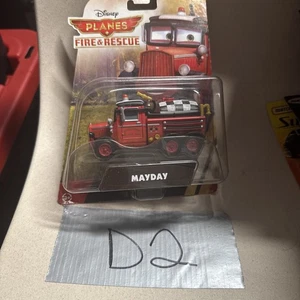 Disney
PLANES
FIRE & RESCUE
MAYDAY
D2